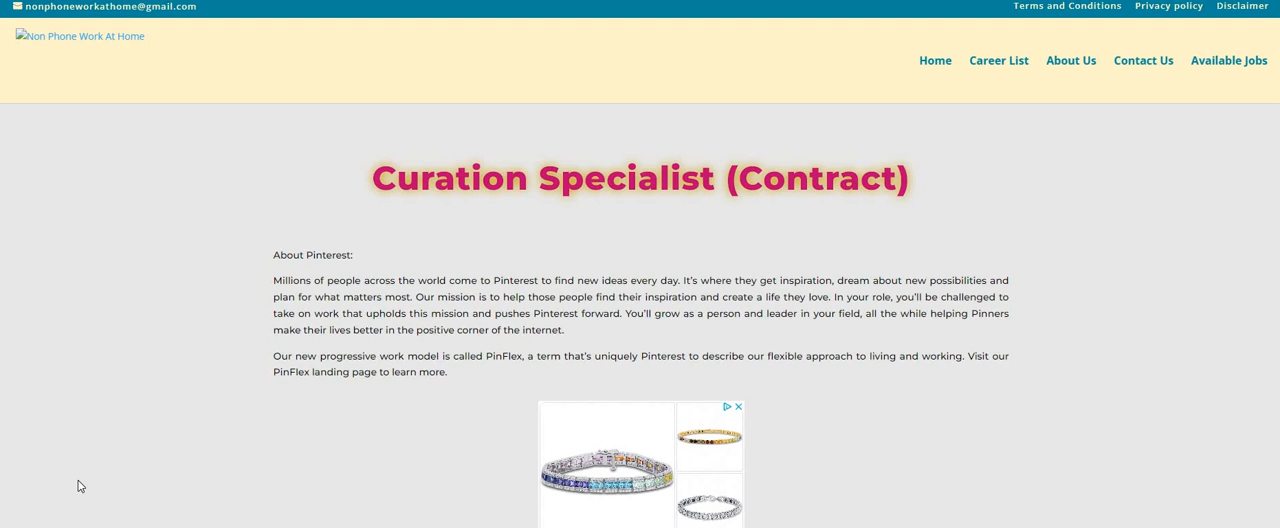 nonphoneworkathome@gmail.com
Terms and Conditions Privacy policy Disclaimer
Non Phone Work At Home
Home Career List About Us Contact Us Available Jobs
Curation Specialist (Contract)
About Pinterest:
Millions of people across the world come to Pinterest to find new ideas every day. It’s where they get inspiration, dream about new possibilities and
plan for what matters most. Our mission is to help those people find their inspiration and create a life they love. In your role, you’ll be challenged to
take on work that upholds this mission and pushes Pinterest forward. You’ll grow as a person and leader in your field, all the while helping Pinners
make their lives better in the positive corner of the internet.
Our new progressive work model is called PinFlex, a term that’s uniquely Pinterest to describe our flexible approach to living and working. Visit our
PinFlex landing page to learn more.